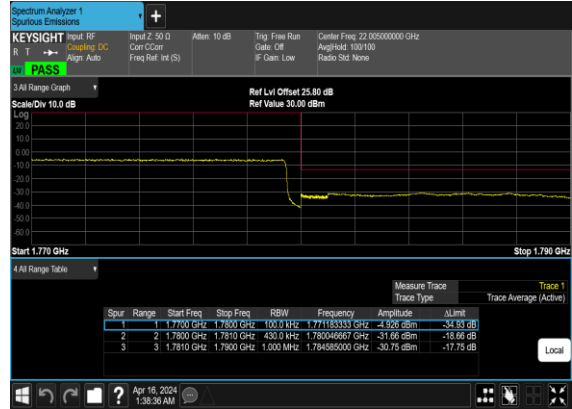 Spectrum Analyzer 1
Spurious Emissions
+
KEYSIGHT Input: RF Input Z: 50 Ω Atten: 10 dB Trig: Free Run Center Freq: 22.005000000 GHz
R T Coupling: DC Corr CCorr Gate: Off Avg|Hold: 100/100
Align: Auto Freq Ref: Int (S) IF Gain: Low Radio Std: None
PASS
3 All Range Graph
Ref Lvl Offset 25.80 dB
Scale/Div 10.0 dB Ref Value 30.00 dBm
Log
20.0
10.0
0.00
-10.0
-20.0
-30.0
-40.0
-50.0
-60.0
Start 1.770 GHz Stop 1.790 GHz
4 All Range Table
Measure Trace Trace 1
Trace Type Trace Average (Active)
Spur Range Start Freq Stop Freq RBW Frequency Amplitude ΔLimit
1 1 1.7700 GHz 1.7800 GHz 100.0 kHz 1.771183333 GHz -4.926 dBm -34.93 dB
2 2 1.7800 GHz 1.7810 GHz 430.0 kHz 1.780046667 GHz -31.66 dBm -18.66 dB
3 3 1.7810 GHz 1.7900 GHz 1.000 MHz 1.784585000 GHz -30.75 dBm -17.75 dB
Local
? Apr 16, 2024
1:38:36 AM